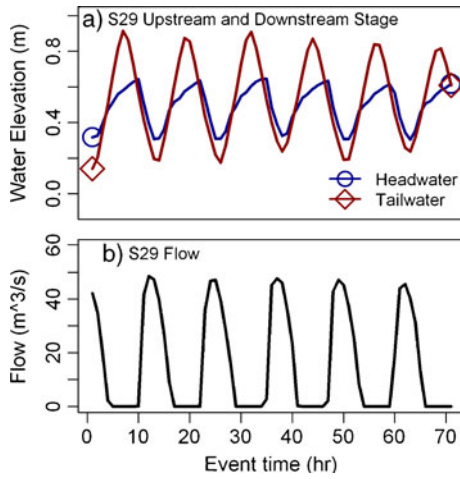 a) S29 Upstream and Downstream Stage
Water Elevation (m)
0.8
0.4
0.0
Headwater
Tailwater
b) S29 Flow
Flow (m^3/s)
60
40
20
0
0 10 20 30 40 50 60 70
Event time (hr)